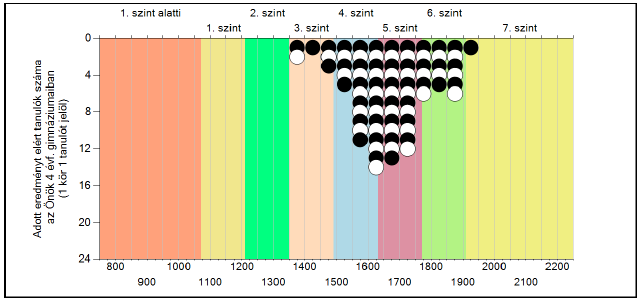 1. szint alatti 2. szint 4. szint 6. szint
1. szint 3. szint 5. szint 7. szint
Adott eredményt elért tanulók száma
az Önök 4 évf. gimnáziumaiban
(1 kör 1 tanulót jelöl)
0
4
8
12
16
20
24
800 1000 1200 1400 1600 1800 2000 2200
900 1100 1300 1500 1700 1900 2100